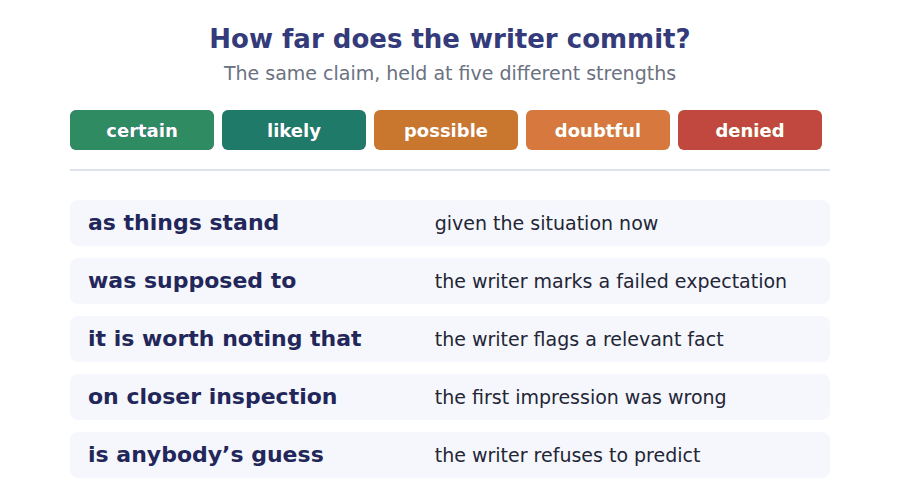 How far does the writer commit?
The same claim, held at five different strengths
certain likely possible doubtful denied
as things stand given the situation now
was supposed to the writer marks a failed expectation
it is worth noting that the writer flags a relevant fact
on closer inspection the first impression was wrong
is anybody’s guess the writer refuses to predict